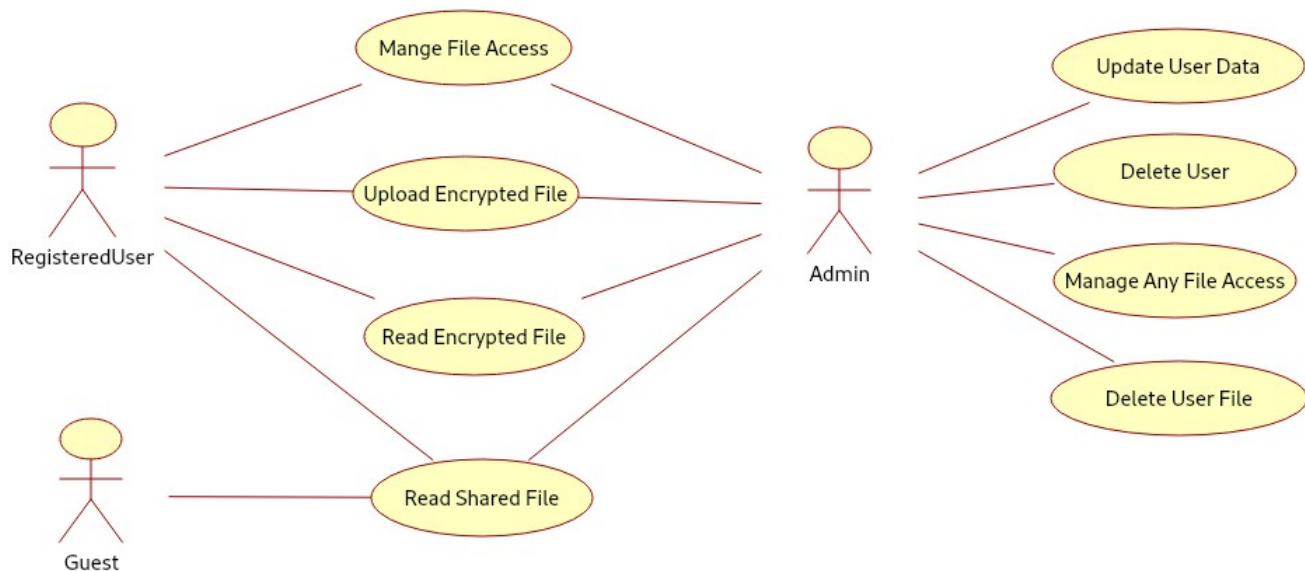 Mange File Access
Update User Data
Delete User
Upload Encrypted File
RegisteredUser
Admin
Manage Any File Access
Read Encrypted File
Delete User File
Read Shared File
Guest